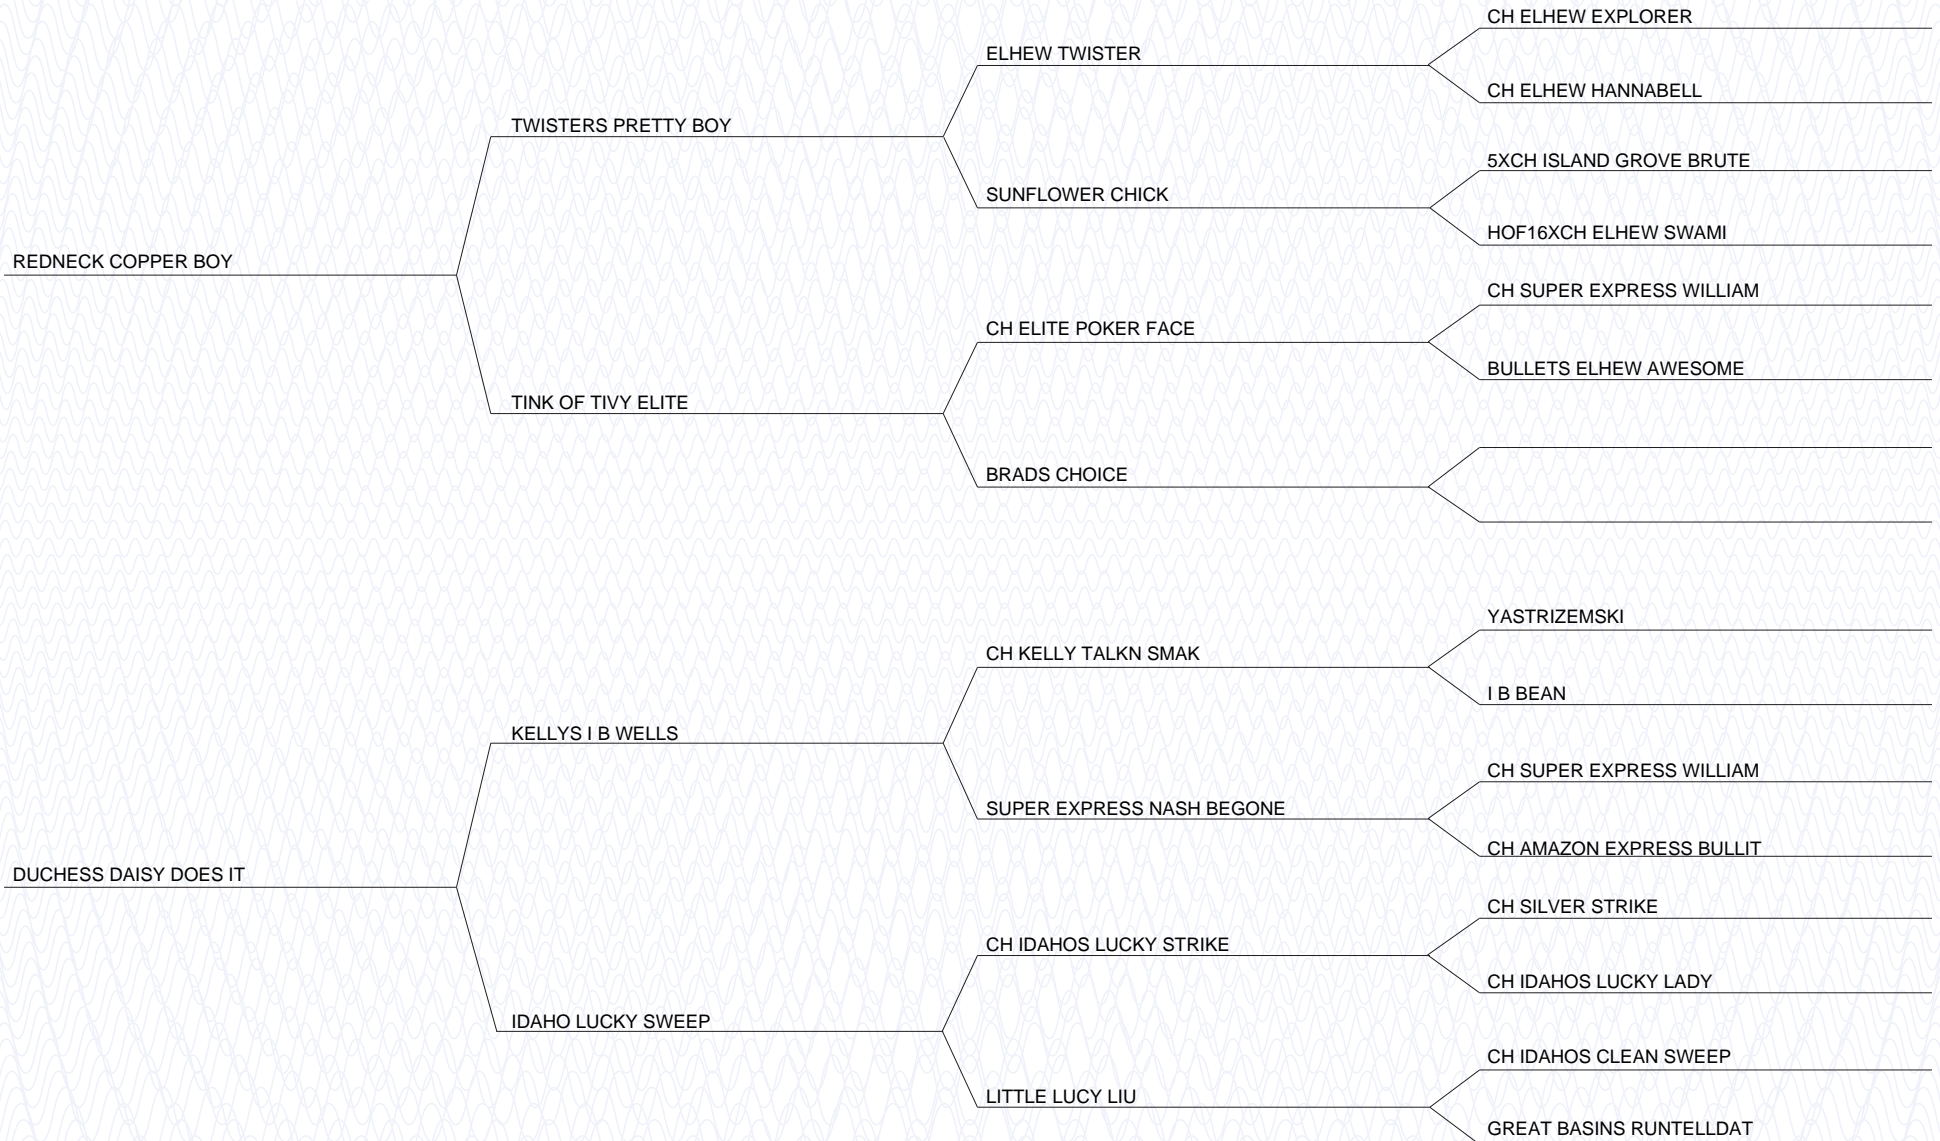 CH ELHEW EXPLORER
ELHEW TWISTER
CH ELHEW HANNABELL
TWISTERS PRETTY BOY
5XCH ISLAND GROVE BRUTE
SUNFLOWER CHICK
HOF16XCH ELHEW SWAMI
REDNECK COPPER BOY
CH SUPER EXPRESS WILLIAM
CH ELITE POKER FACE
BULLETS ELHEW AWESOME
TINK OF TIVY ELITE
BRADS CHOICE
YASTRIZEMSKI
CH KELLY TALKN SMAK
I B BEAN
KELLYS I B WELLS
CH SUPER EXPRESS WILLIAM
SUPER EXPRESS NASH BEGONE
CH AMAZON EXPRESS BULLIT
DUCHESS DAISY DOES IT
CH SILVER STRIKE
CH IDAHOS LUCKY STRIKE
CH IDAHOS LUCKY LADY
IDAHO LUCKY SWEEP
CH IDAHOS CLEAN SWEEP
LITTLE LUCY LIU
GREAT BASINS RUNTELLDAT